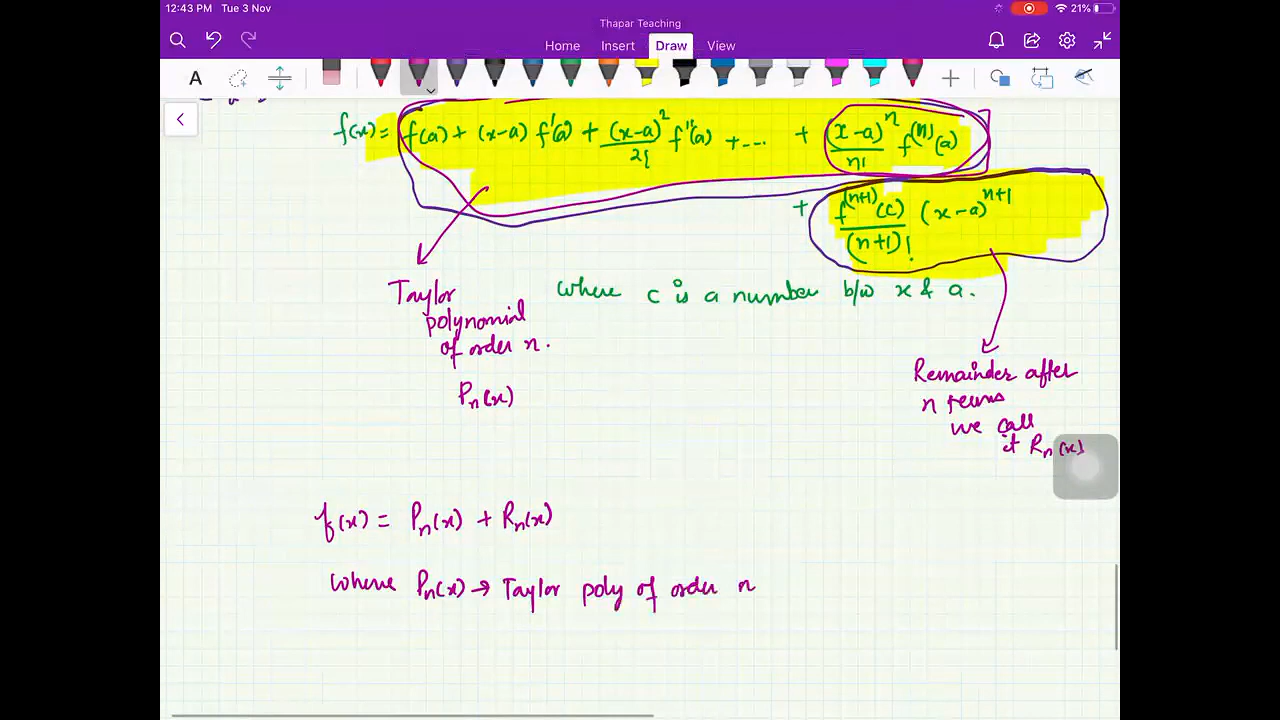 12:43 PM Tue 3 Nov
21%
Thapar Teaching
Home Insert Draw View
A
f(x) = f(a) + (x-a) f'(a) + (x-a)²/2! f''(a) + --- + (x-a)ⁿ/n! f⁽ⁿ⁾(a)
+ f⁽ⁿ⁺¹⁾(c)/(n+1)! (x-a)ⁿ⁺¹
where c is a number b/w x & a.
Taylor
polynomial
of order n.
Pₙ(x)
Remainder after
n terms
we call
it Rₙ(x)
f(x) = Pₙ(x) + Rₙ(x)
where Pₙ(x) → Taylor poly of order n